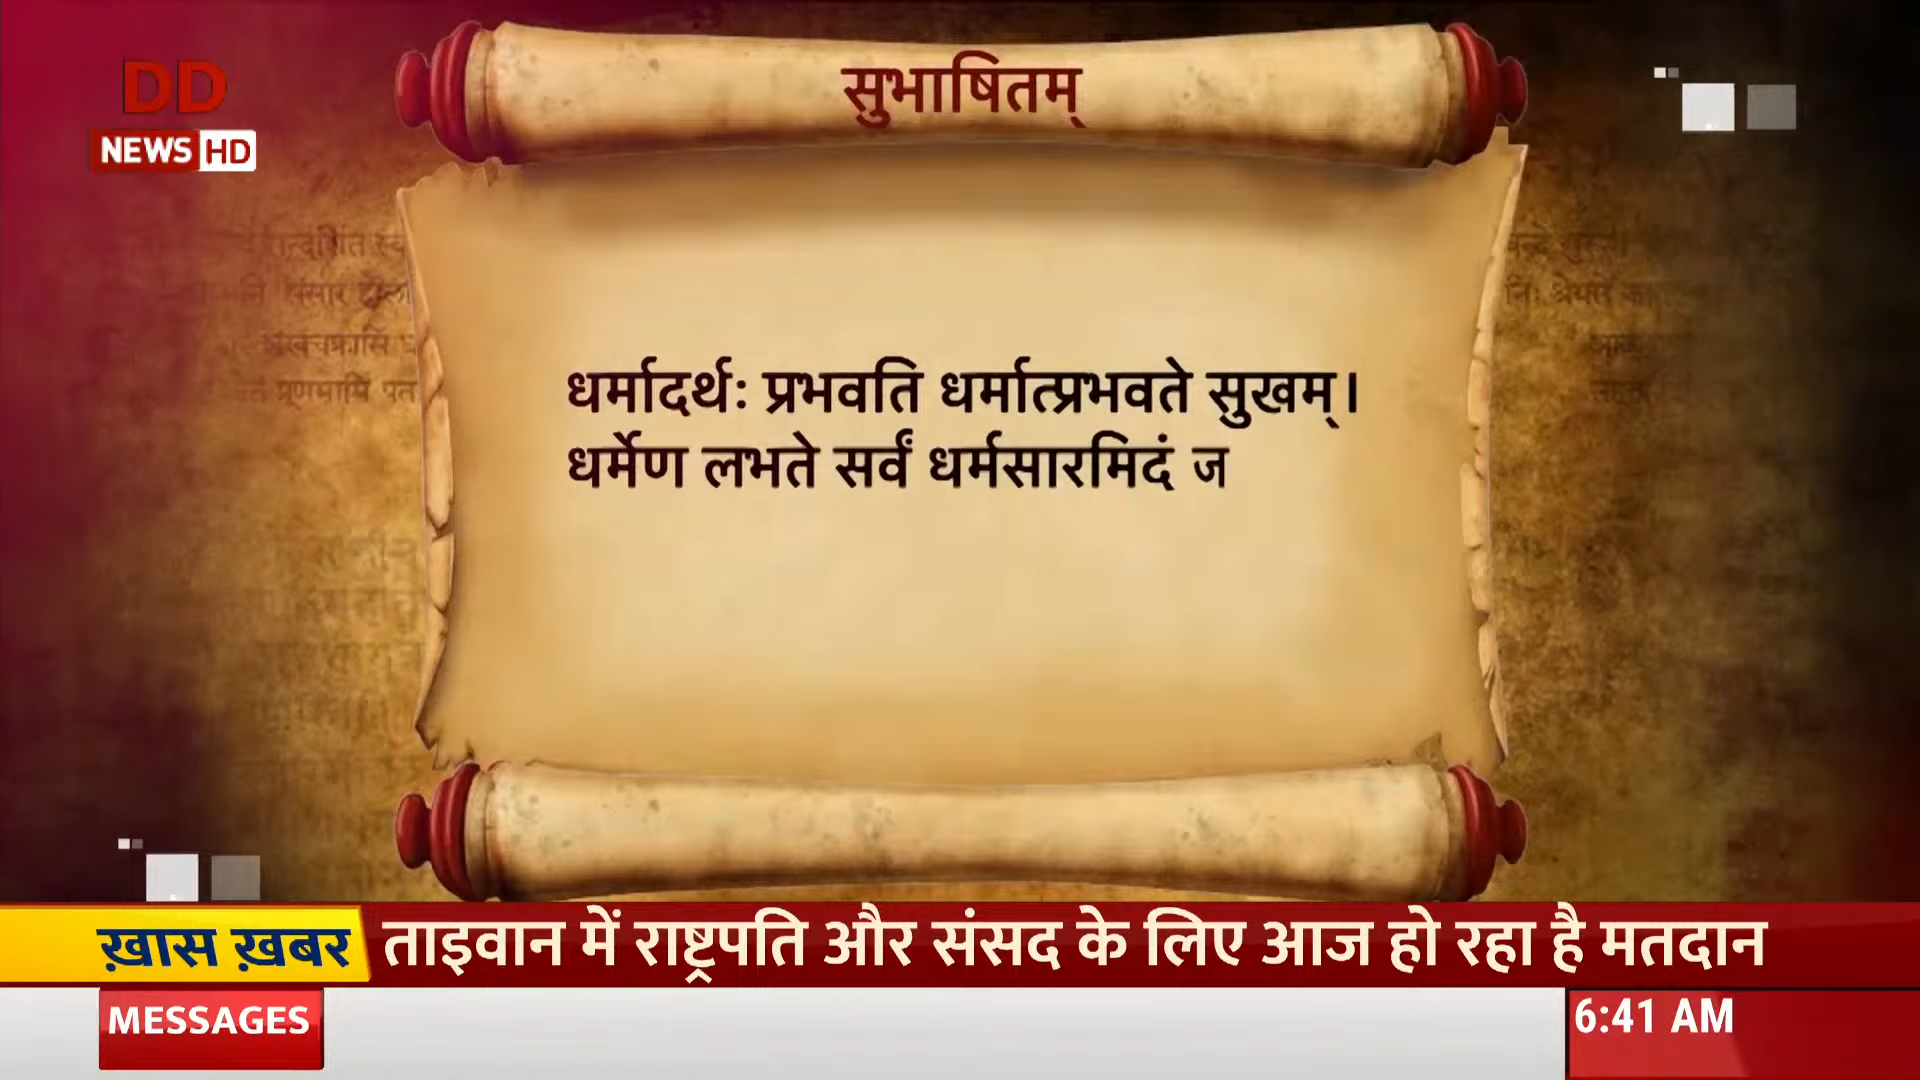 DD
NEWS HD
सुभाषितम्
धर्मादर्थः प्रभवति धर्मात्प्रभवते सुखम्।
धर्मेण लभते सर्वं धर्मसारमिदं ज
ख़ास ख़बर
ताइवान में राष्ट्रपति और संसद के लिए आज हो रहा है मतदान
MESSAGES
6:41 AM